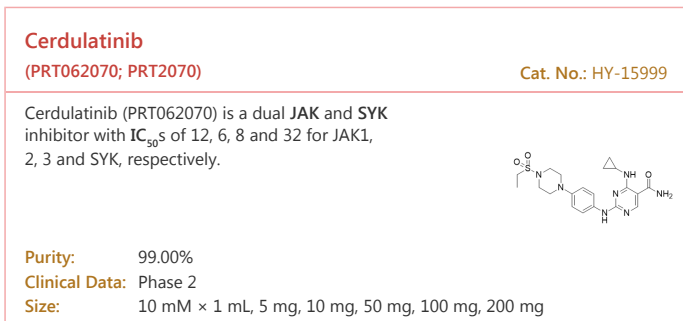 Cerdulatinib
(PRT062070; PRT2070)
Cat. No.: HY-15999
Cerdulatinib (PRT062070) is a dual JAK and SYK
inhibitor with IC50s of 12, 6, 8 and 32 for JAK1,
2, 3 and SYK, respectively.
O
O
S
N
N
N
H
N
N
NH
O
NH2
Purity: 99.00%
Clinical Data: Phase 2
Size: 10 mM × 1 mL, 5 mg, 10 mg, 50 mg, 100 mg, 200 mg